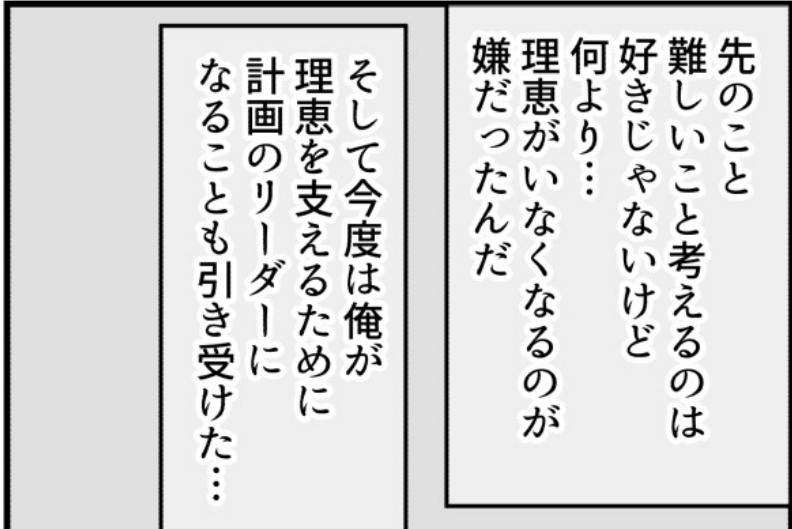 先のこと
難しいこと考えるのは
好きじゃないけど
何より…
理恵がいなくなるのが
嫌だったんだ
そして今度は俺が
理恵を支えるために
計画のリーダーに
なることも引き受けた…